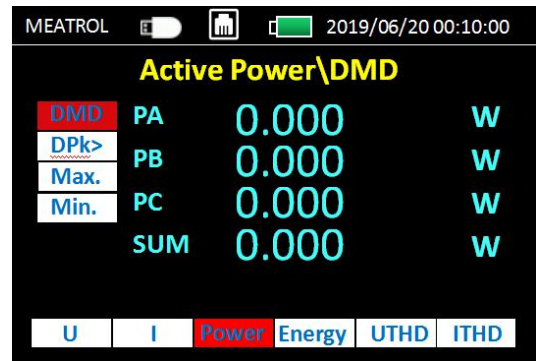 MEATROL 2019/06/20 00:10:00
Active Power\DMD
DMD PA 0.000 W
DPk> PB 0.000 W
Max.
Min. PC 0.000 W
SUM 0.000 W
U I Power Energy UTHD ITHD